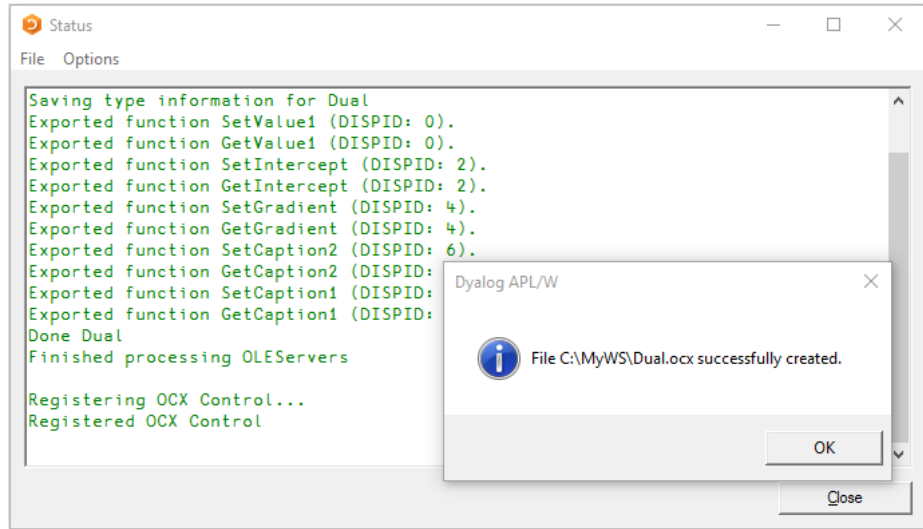 Status
File Options
Saving type information for Dual
Exported function SetValue1 (DISPID: 0).
Exported function GetValue1 (DISPID: 0).
Exported function SetIntercept (DISPID: 2).
Exported function GetIntercept (DISPID: 2).
Exported function SetGradient (DISPID: 4).
Exported function GetGradient (DISPID: 4).
Exported function SetCaption2 (DISPID: 6).
Exported function GetCaption2 (DISPID:
Exported function SetCaption1 (DISPID:
Exported function GetCaption1 (DISPID:
Done Dual
Finished processing OLEServers
Registering OCX Control...
Registered OCX Control
Dyalog APL/W
File C:\MyWS\Dual.ocx successfully created.
OK
Close